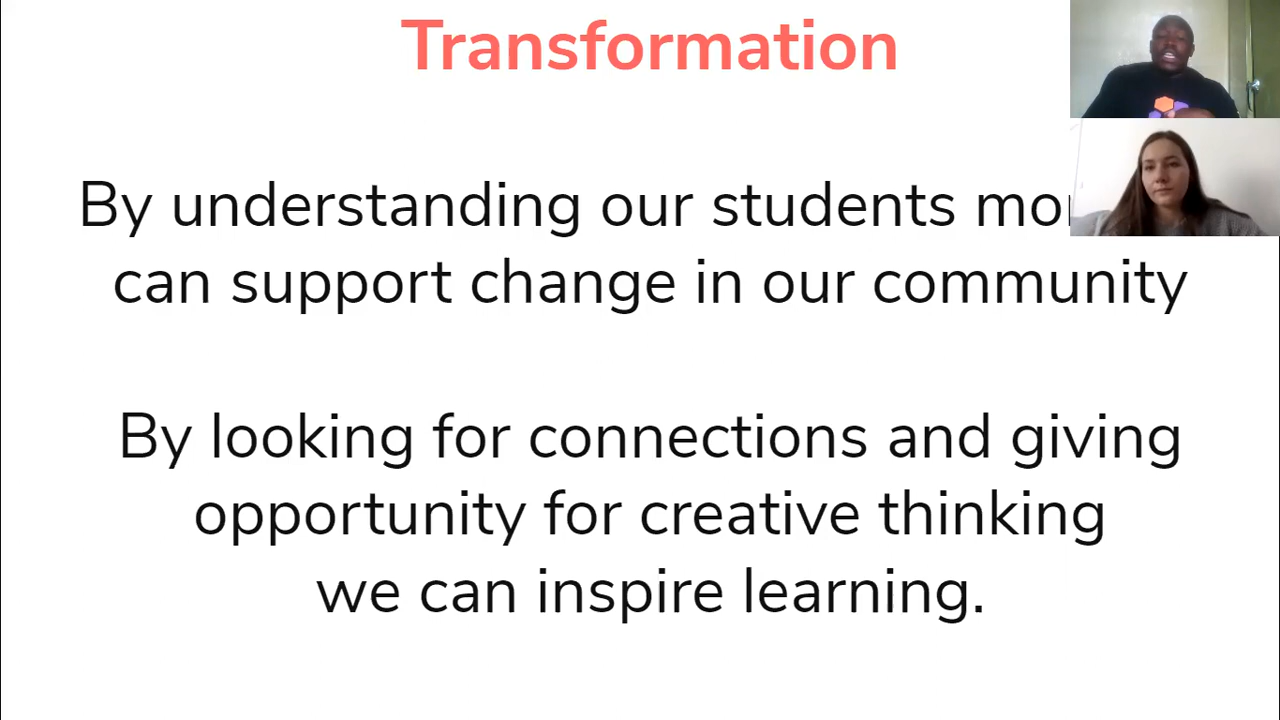 Transformation
By understanding our students
can support change in our community
By looking for connections and giving
opportunity for creative thinking
we can inspire learning.